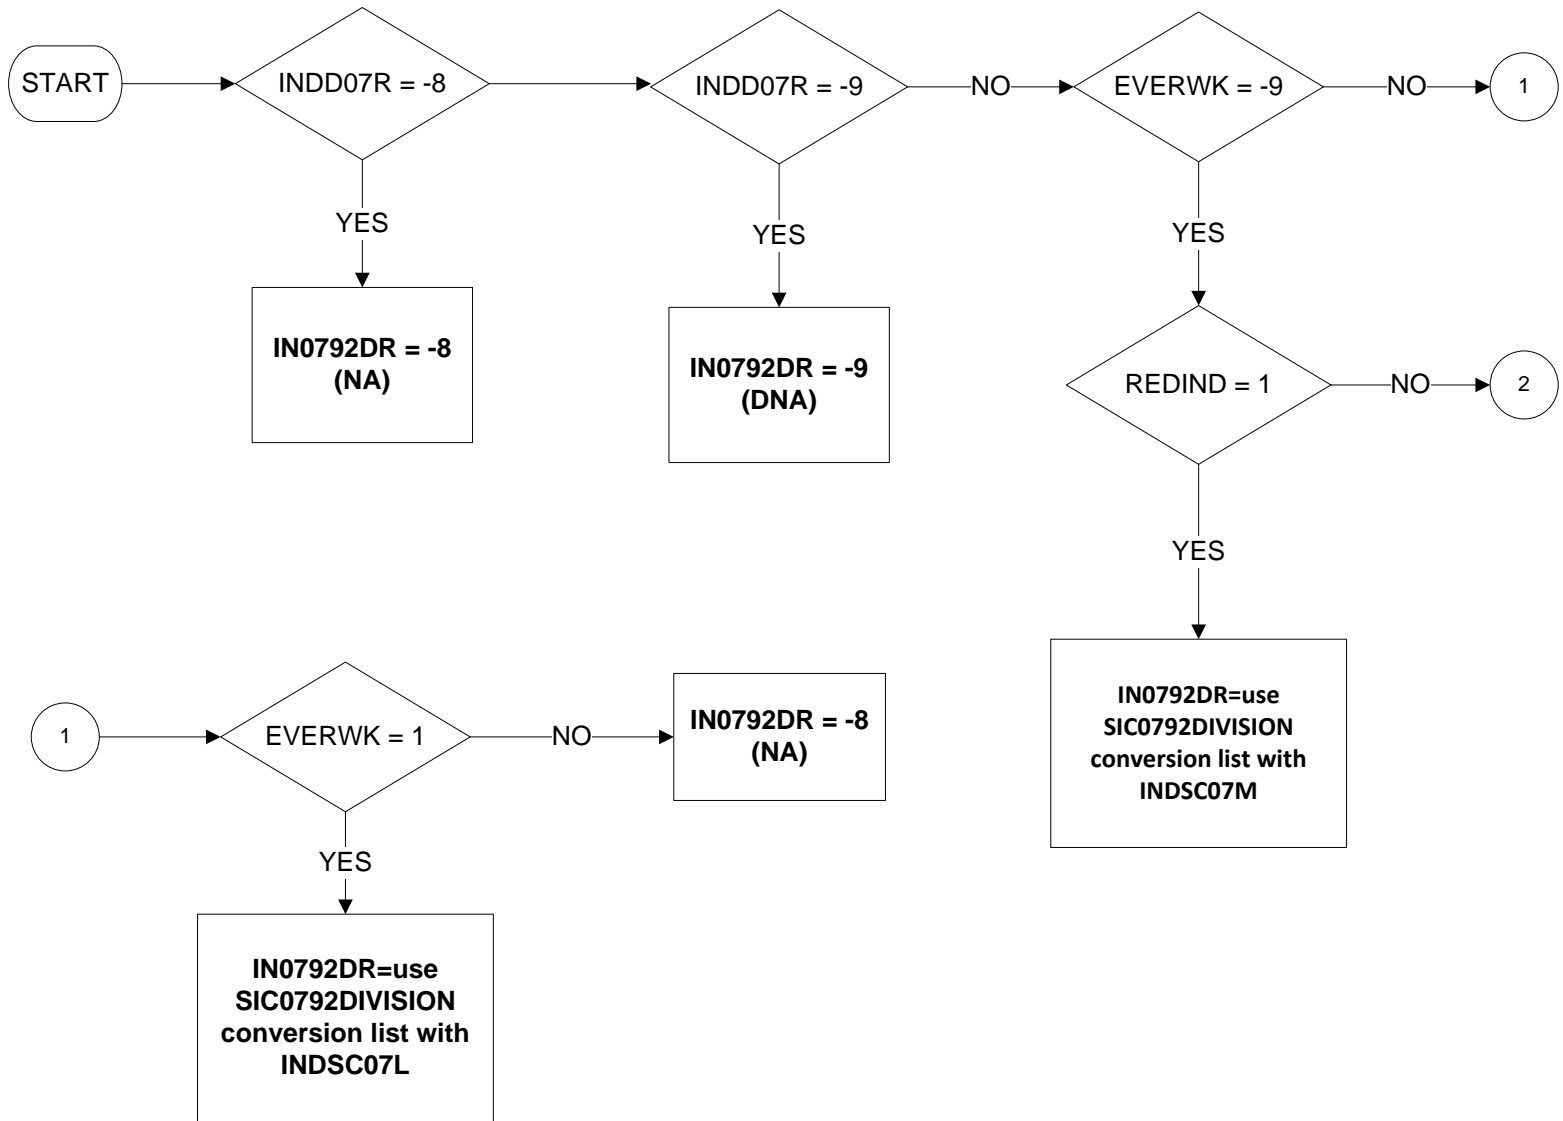 START
INDD07R = -8
INDD07R = -9
NO
EVERWK = -9
NO
1
YES
YES
YES
IN0792DR = -8
(NA)
IN0792DR = -9
(DNA)
REDIND = 1
NO
2
YES
IN0792DR=use
SIC0792DIVISION
conversion list with
INDSC07M
1
EVERWK = 1
NO
IN0792DR = -8
(NA)
YES
IN0792DR=use
SIC0792DIVISION
conversion list with
INDSC07L